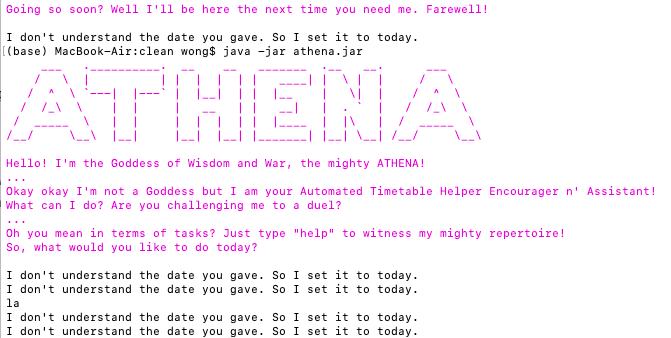 Going so soon? Well I'll be here the next time you need me. Farewell!
I don't understand the date you gave. So I set it to today.
(base) MacBook-Air:clean wong$ java -jar athena.jar
ATHENA
Hello! I'm the Goddess of Wisdom and War, the mighty ATHENA!
...
Okay okay I'm not a Goddess but I am your Automated Timetable Helper Encourager n' Assistant!
What can I do? Are you challenging me to a duel?
...
Oh you mean in terms of tasks? Just type "help" to witness my mighty repertoire!
So, what would you like to do today?
I don't understand the date you gave. So I set it to today.
I don't understand the date you gave. So I set it to today.
la
I don't understand the date you gave. So I set it to today.
I don't understand the date you gave. So I set it to today.